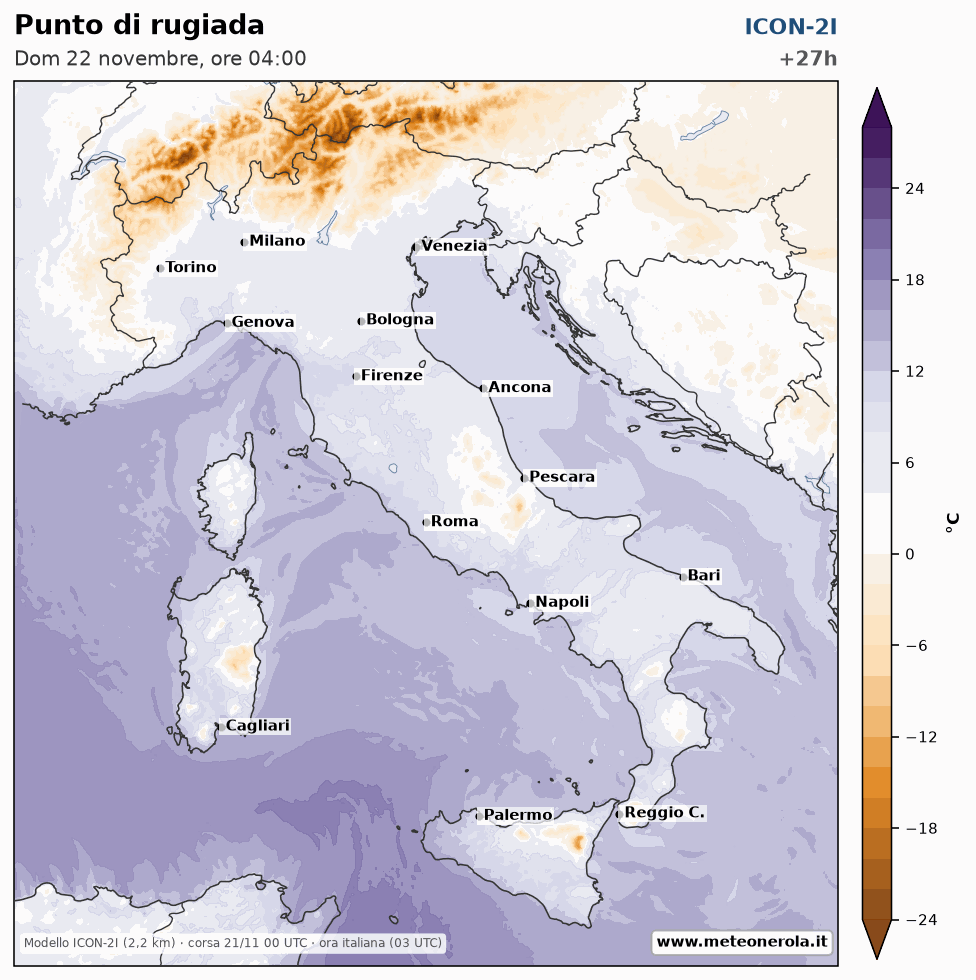 Punto di rugiada
ICON-2I
Dom 22 novembre, ore 04:00
+27h
Milano
Venezia
Torino
Genova
Bologna
Firenze
Ancona
Pescara
Roma
Bari
Napoli
Cagliari
Palermo
Reggio C.
24
18
12
6
0
−6
−12
−18
−24
°C
Modello ICON-2I (2,2 km) · corsa 21/11 00 UTC · ora italiana (03 UTC)
www.meteonerola.it